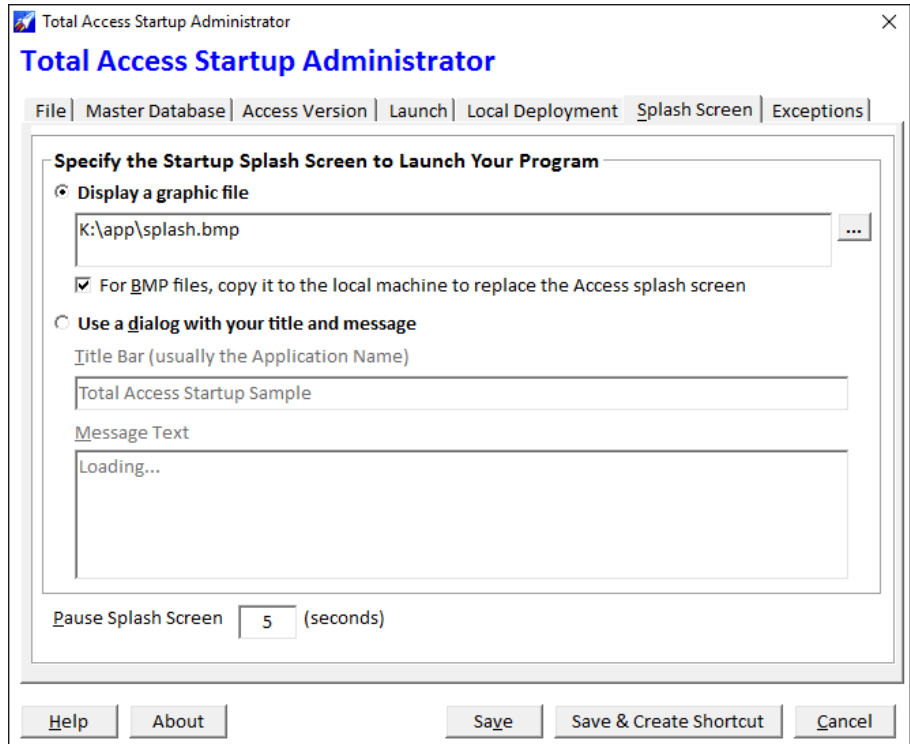 Total Access Startup Administrator
Total Access Startup Administrator
File Master Database Access Version Launch Local Deployment Splash Screen Exceptions
Specify the Startup Splash Screen to Launch Your Program
Display a graphic file
K:\app\splash.bmp
...
For BMP files, copy it to the local machine to replace the Access splash screen
Use a dialog with your title and message
Title Bar (usually the Application Name)
Total Access Startup Sample
Message Text
Loading...
Pause Splash Screen 5 (seconds)
Help About Save Save & Create Shortcut Cancel